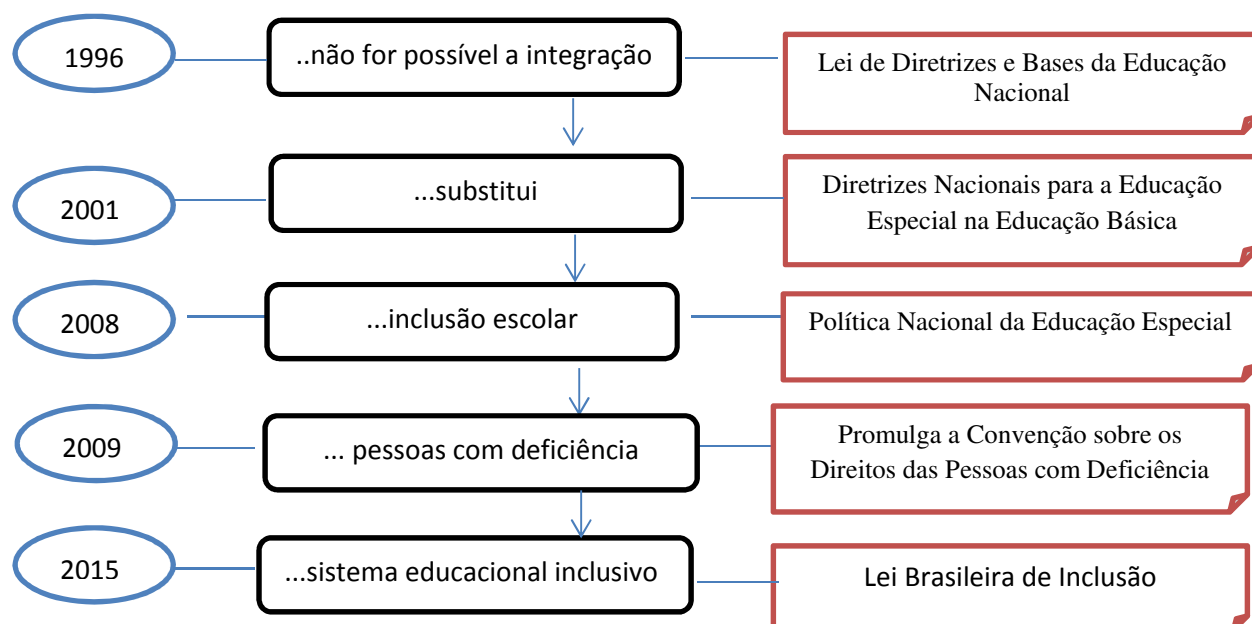 1996
..não for possível a integração
Lei de Diretrizes e Bases da Educação
Nacional
2001
...substitui
Diretrizes Nacionais para a Educação
Especial na Educação Básica
2008
...inclusão escolar
Política Nacional da Educação Especial
2009
... pessoas com deficiência
Promulga a Convenção sobre os
Direitos das Pessoas com Deficiência
2015
...sistema educacional inclusivo
Lei Brasileira de Inclusão